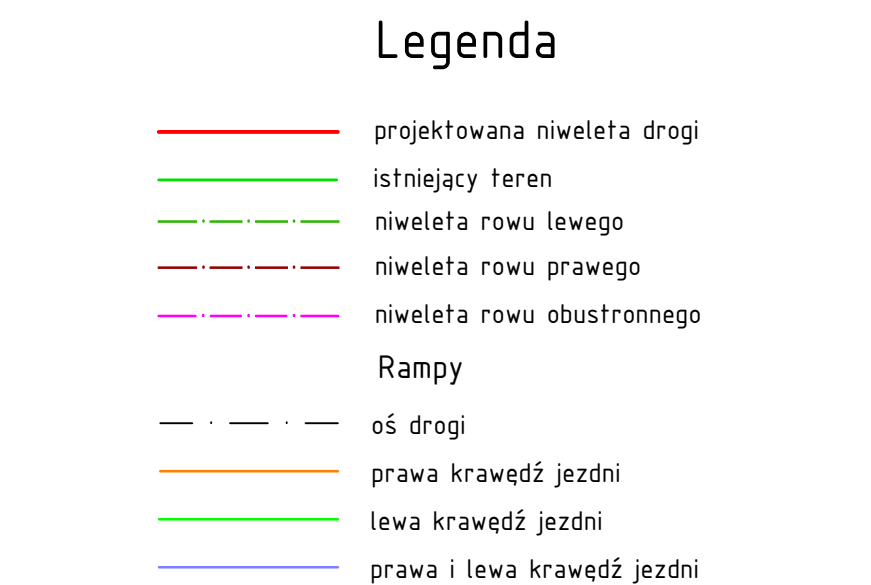 Legenda
projektowana niweleta drogi
istniejący teren
niweleta rowu lewego
niweleta rowu prawego
niweleta rowu obustronnego
Rampy
oś drogi
prawa krawędź jezdni
lewa krawędź jezdni
prawa i lewa krawędź jezdni